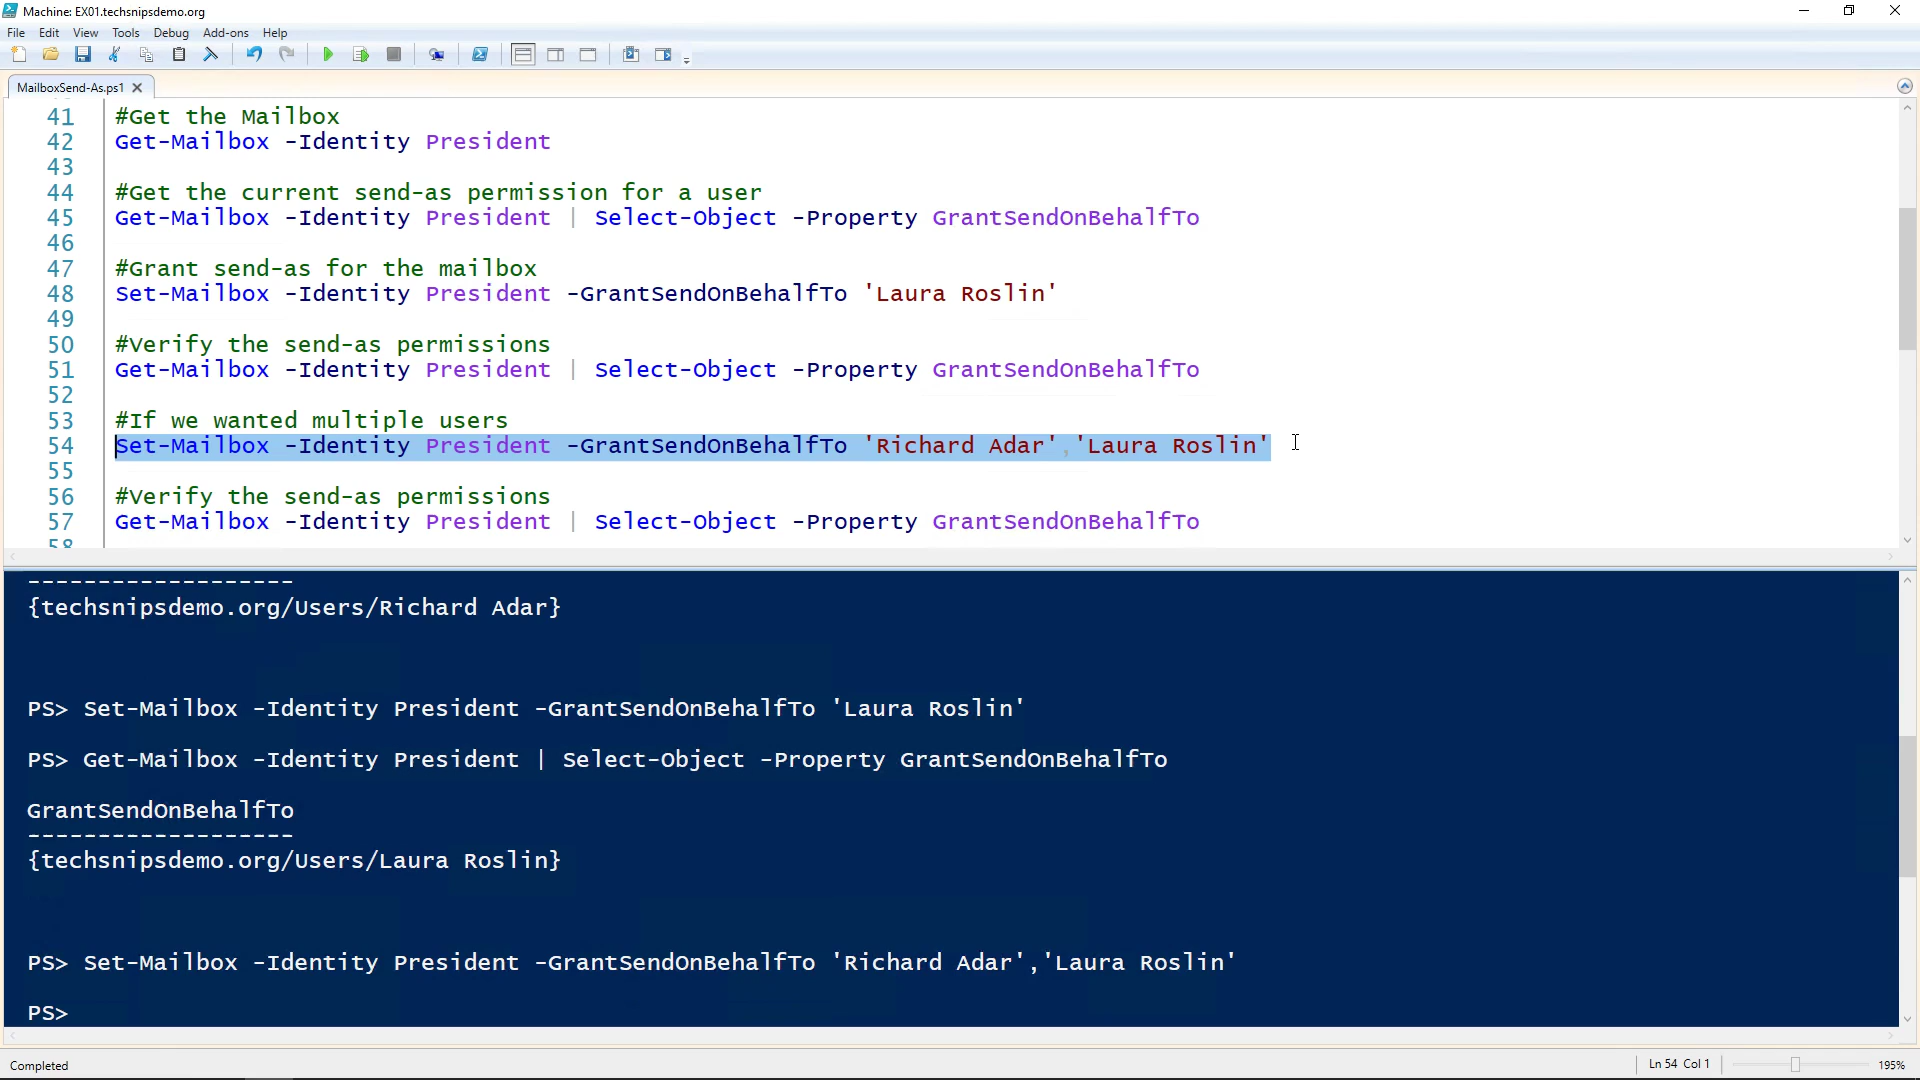 Machine: EX01.techsnipsdemo.org
File Edit View Tools Debug Add-ons Help
MailboxSend-As.ps1
41 #Get the Mailbox
42 Get-Mailbox -Identity President
43
44 #Get the current send-as permission for a user
45 Get-Mailbox -Identity President | Select-Object -Property GrantSendOnBehalfTo
46
47 #Grant send-as for the mailbox
48 Set-Mailbox -Identity President -GrantSendOnBehalfTo 'Laura Roslin'
49
50 #Verify the send-as permissions
51 Get-Mailbox -Identity President | Select-Object -Property GrantSendOnBehalfTo
52
53 #If we wanted multiple users
54 Set-Mailbox -Identity President -GrantSendOnBehalfTo 'Richard Adar','Laura Roslin'
55
56 #Verify the send-as permissions
57 Get-Mailbox -Identity President | Select-Object -Property GrantSendOnBehalfTo
58
-------------------
{techsnipsdemo.org/Users/Richard Adar}
PS> Set-Mailbox -Identity President -GrantSendOnBehalfTo 'Laura Roslin'
PS> Get-Mailbox -Identity President | Select-Object -Property GrantSendOnBehalfTo
GrantSendOnBehalfTo
-------------------
{techsnipsdemo.org/Users/Laura Roslin}
PS> Set-Mailbox -Identity President -GrantSendOnBehalfTo 'Richard Adar','Laura Roslin'
PS>
Completed
Ln 54 Col 1
195%